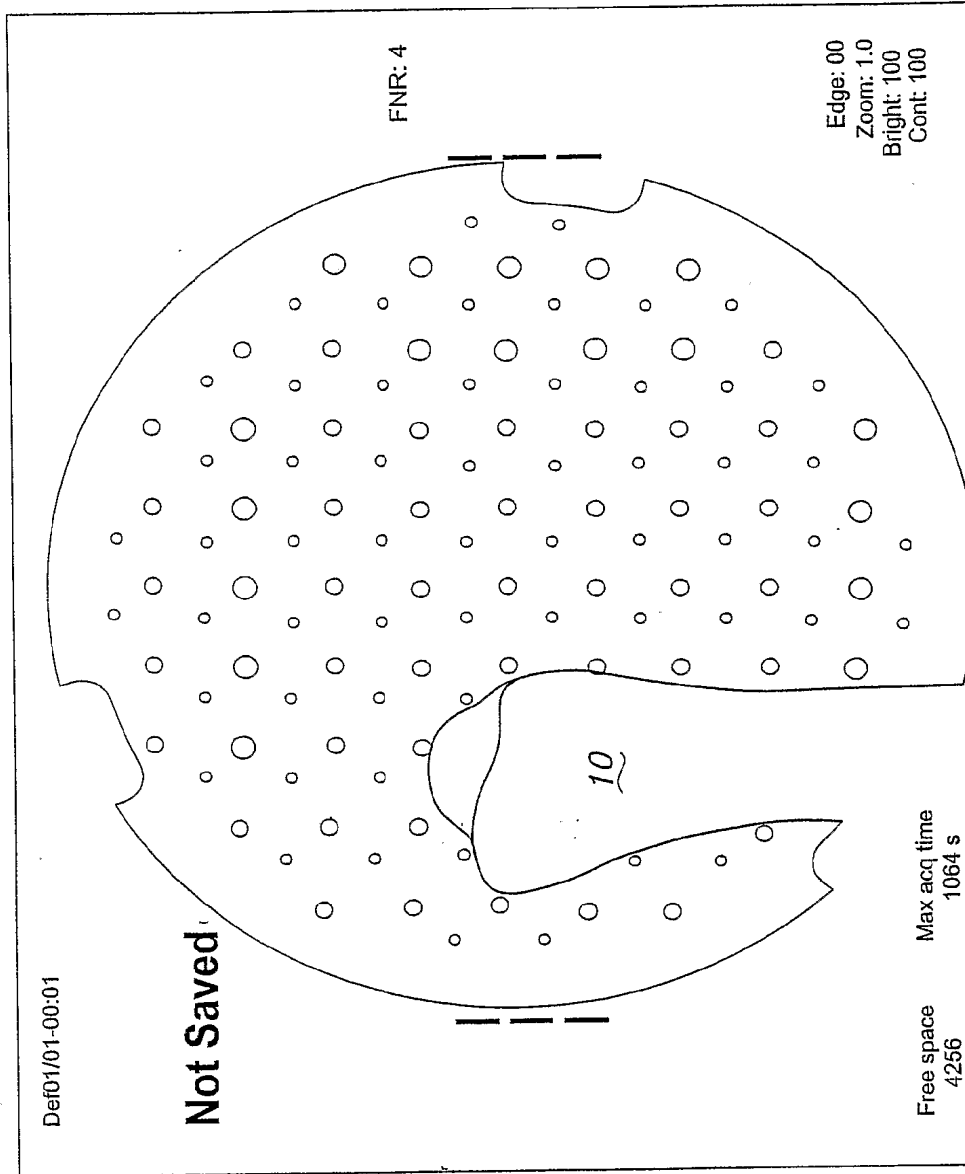 Def01/01-00:01
Not Saved
FNR: 4
10
Free space
4256
Max acq time
1064 s
Edge: 00
Zoom: 1.0
Bright: 100
Cont: 100